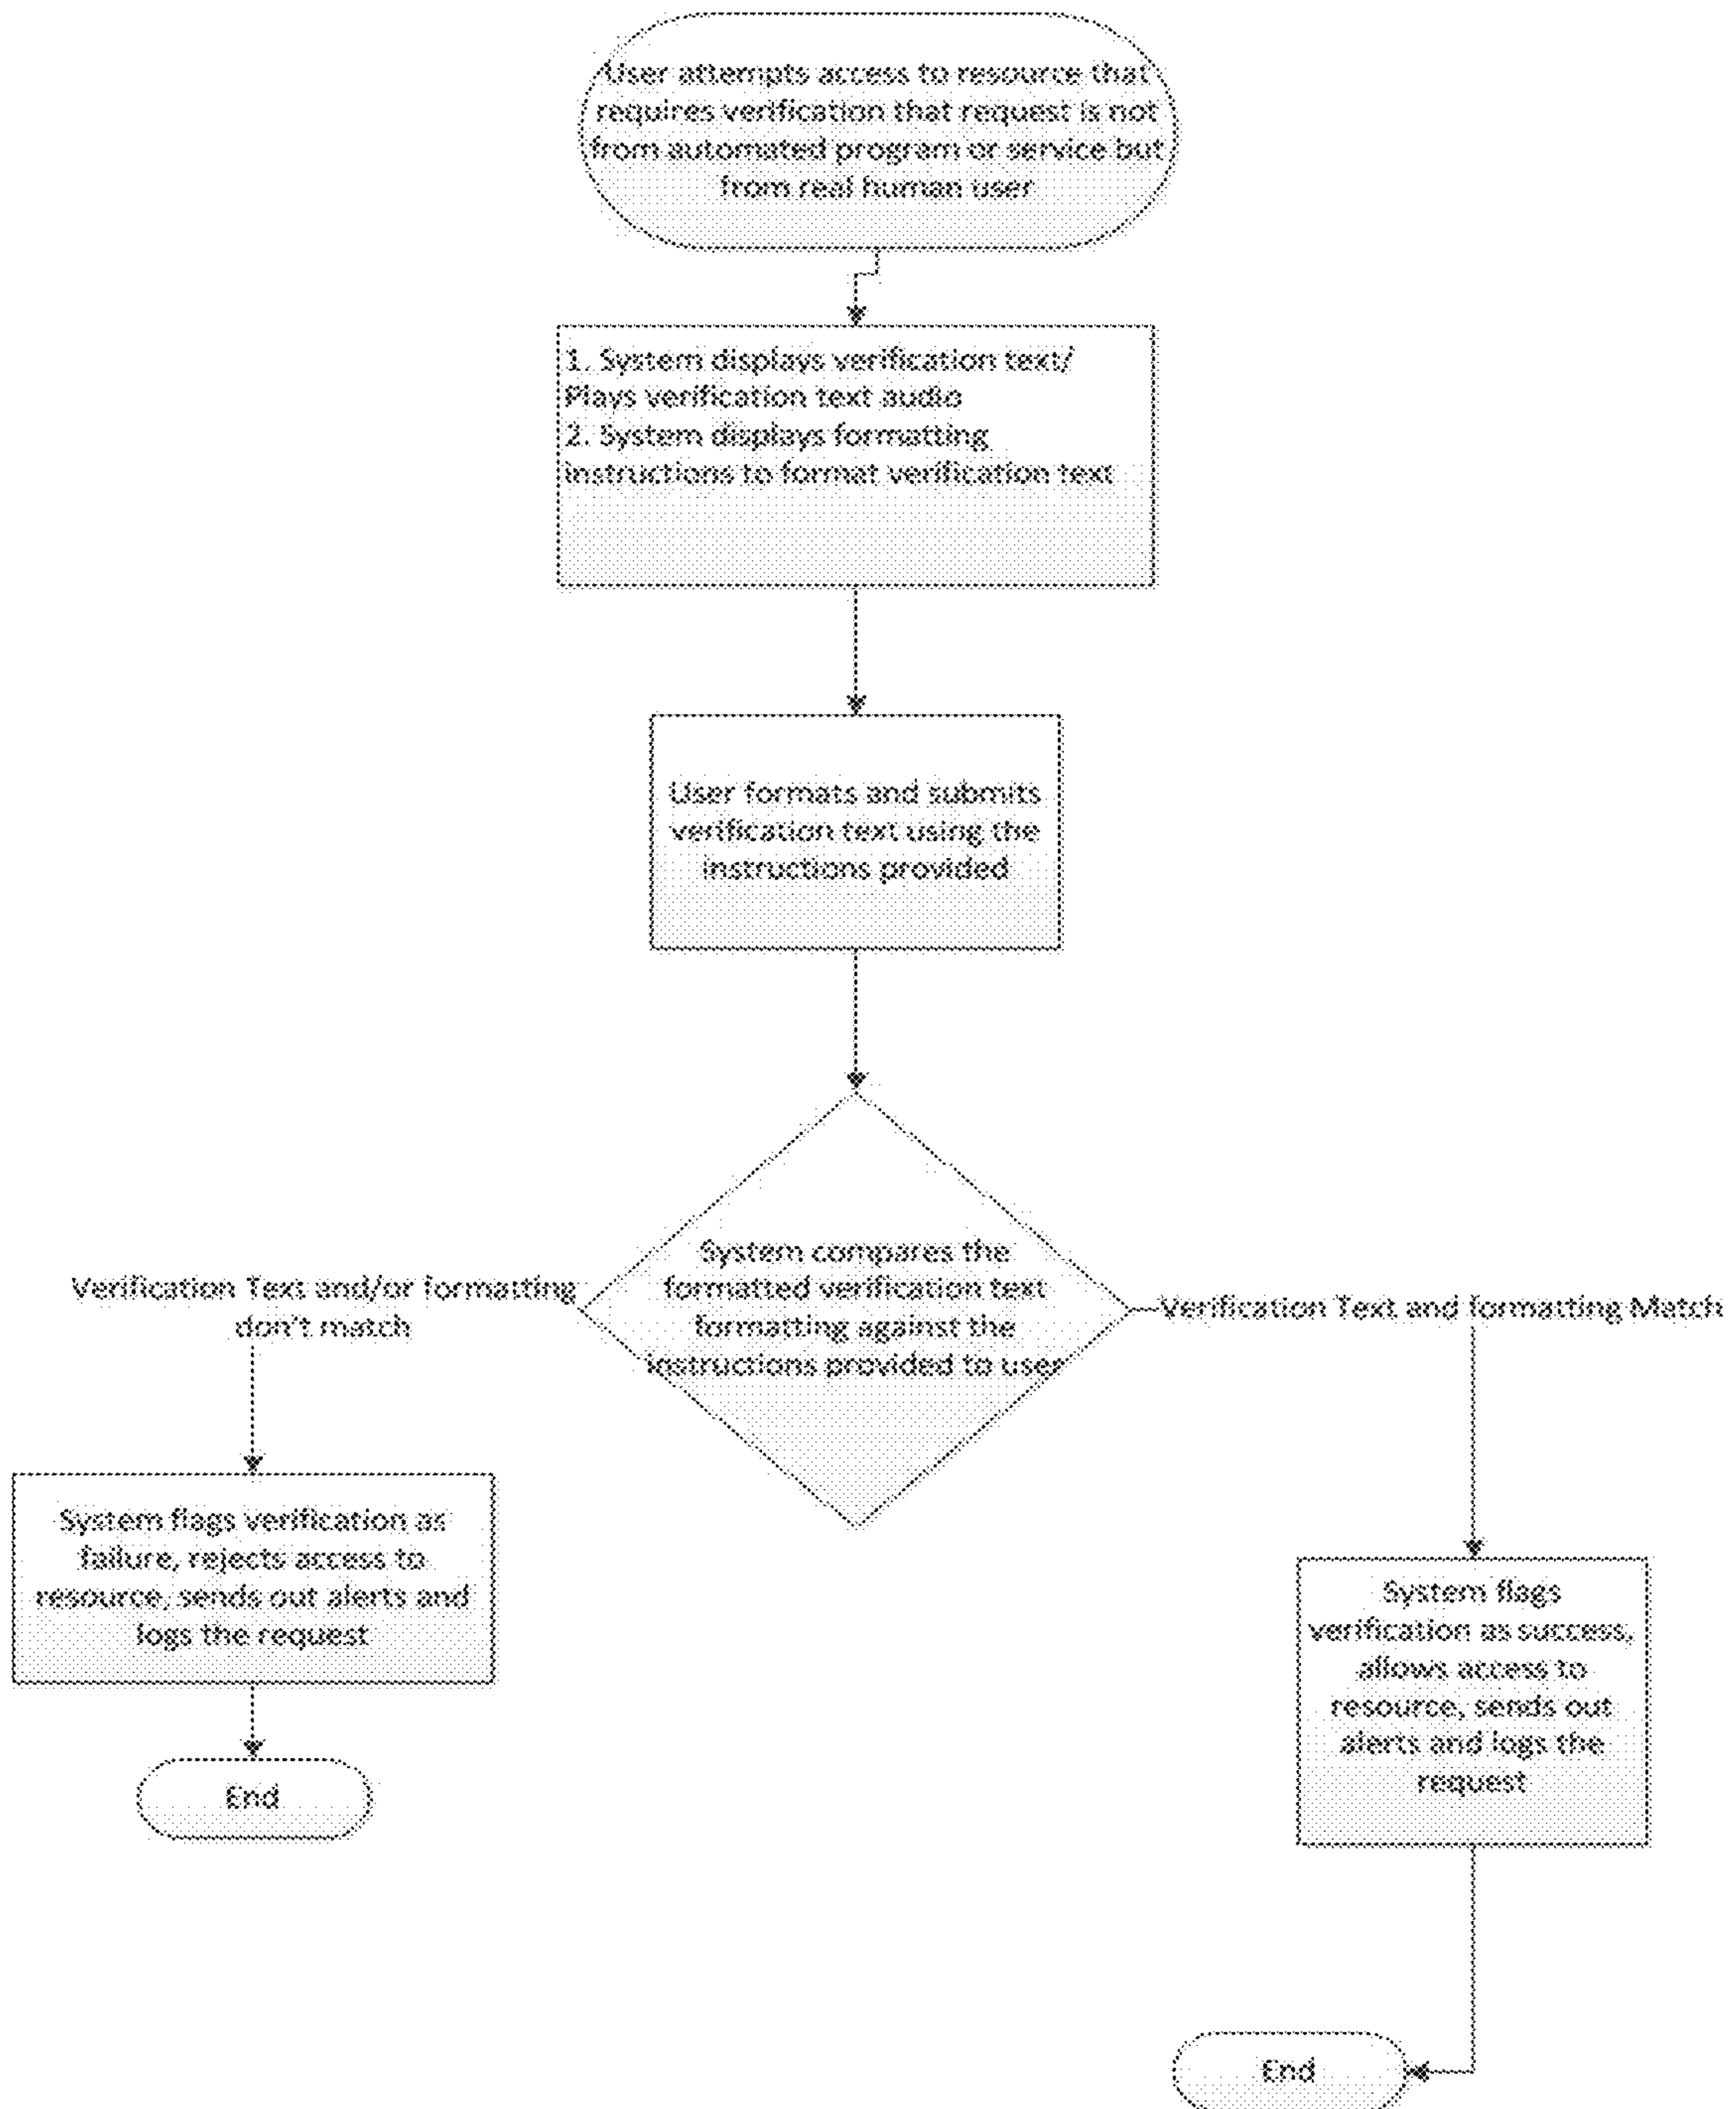 User attempts access to resource that
requires verification that request is not
from automated program or service but
from real human user
1. System displays verification text/
Plays verification text audio
2. System displays formatting
instructions to format verification text
User formats and submits
verification text using the
instructions provided
System compares the
formatted verification text
formatting against the
instructions provided to user
Verification Text and/or formatting
don't match
Verification Text and formatting Match
System flags verification as
failure, rejects access to
resource, sends out alerts and
logs the request
End
System flags
verification as success,
allows access to
resource, sends out
alerts and logs the
request
End